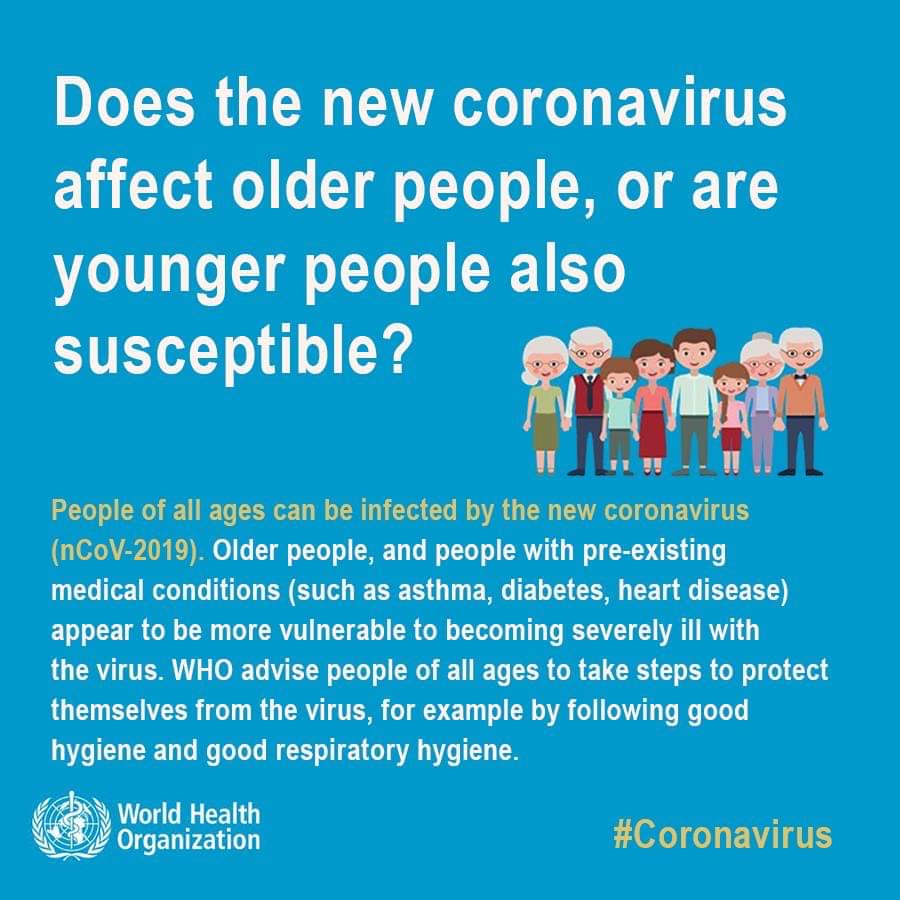 Does the new coronavirus
affect older people, or are
younger people also
susceptible?
People of all ages can be infected by the new coronavirus
(nCoV-2019). Older people, and people with pre-existing
medical conditions (such as asthma, diabetes, heart disease)
appear to be more vulnerable to becoming severely ill with
the virus. WHO advise people of all ages to take steps to protect
themselves from the virus, for example by following good
hygiene and good respiratory hygiene.
World Health
Organization
#Coronavirus